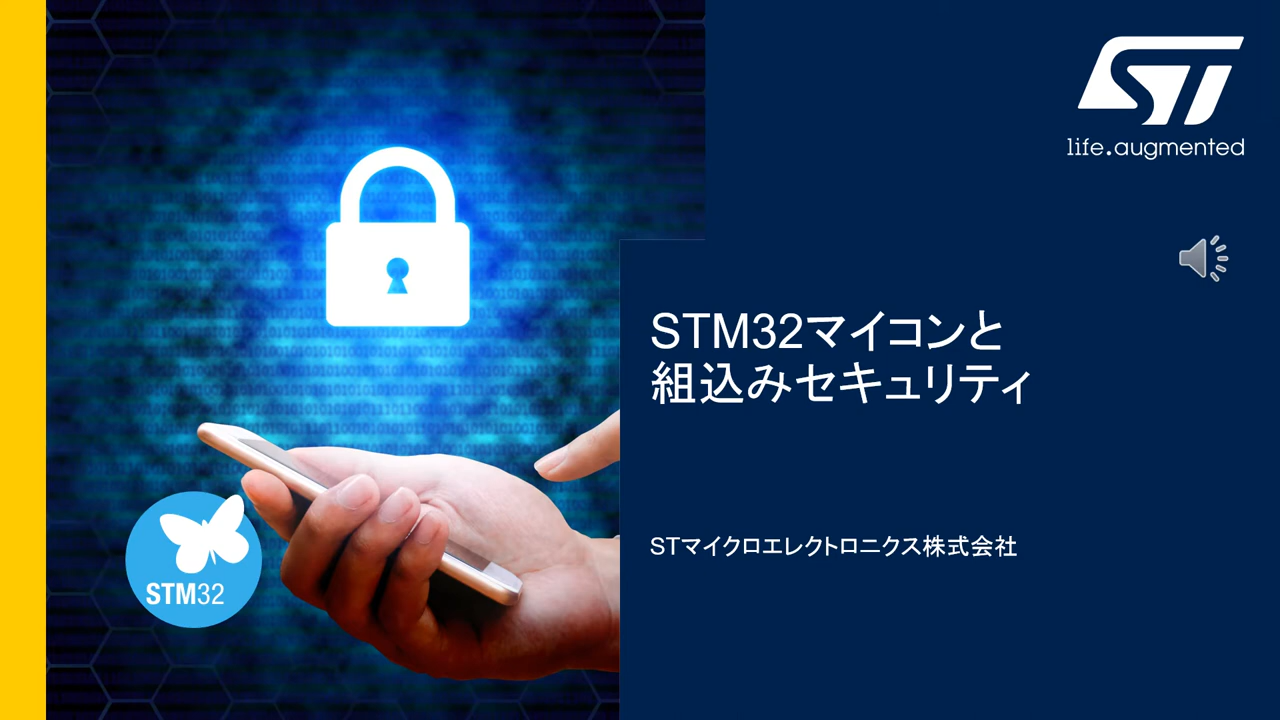 ST
life.augmented
STM32マイコンと
組込みセキュリティ
STマイクロエレクトロニクス株式会社
STM32